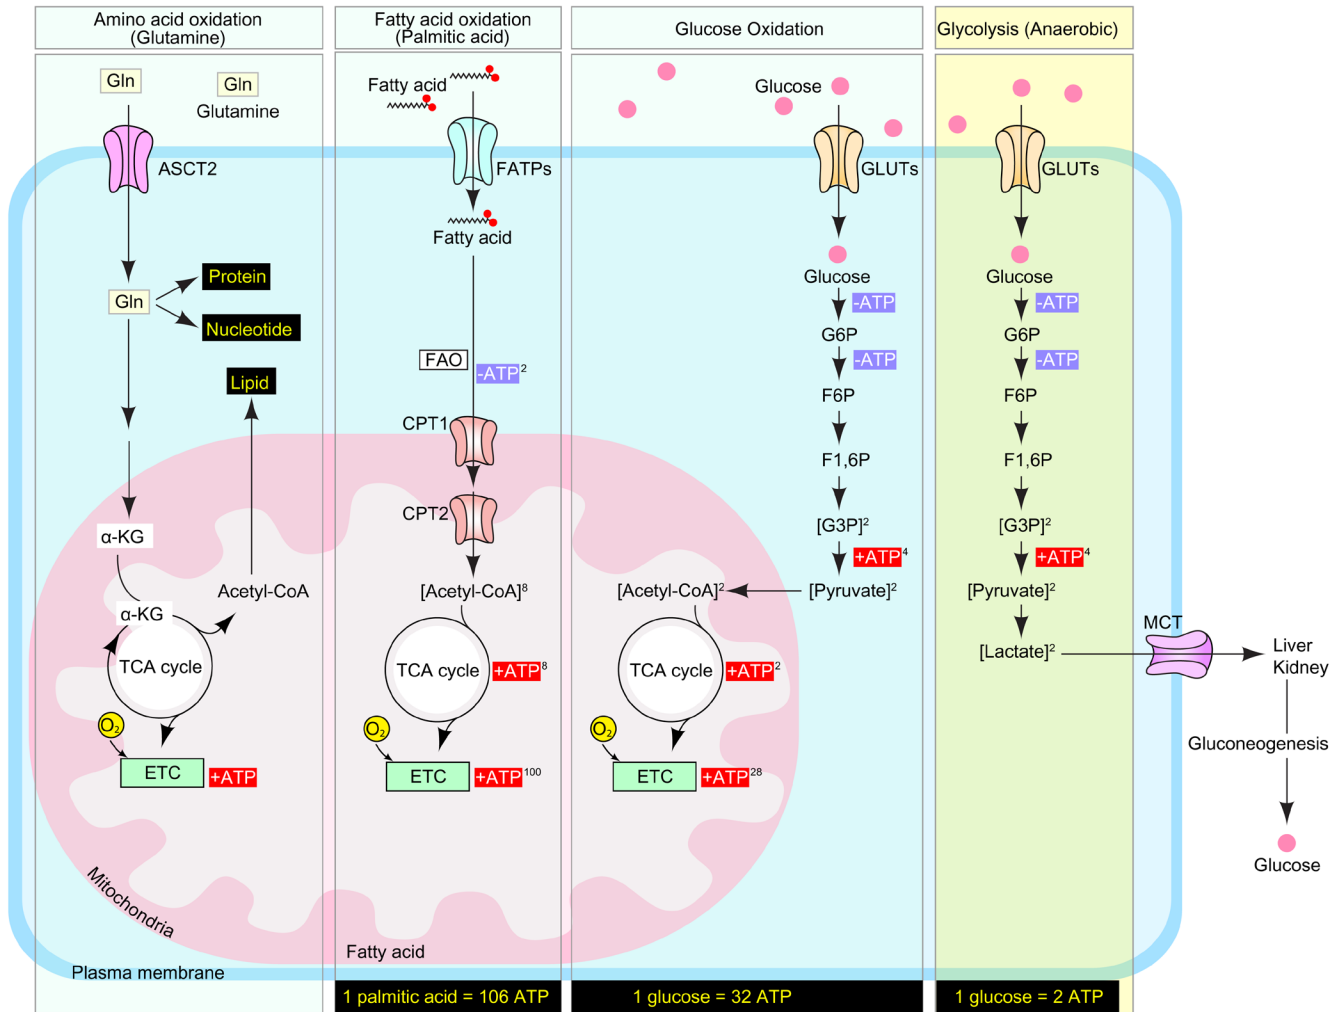 Amino acid oxidation
(Glutamine)
Fatty acid oxidation
(Palmitic acid)
Glucose Oxidation
Glycolysis (Anaerobic)
Gln
Gln
Glutamine
ASCT2
Gln
Protein
Nucleotide
Lipid
α-KG
α-KG
Acetyl-CoA
TCA cycle
O2
ETC
+ATP
Mitochondria
Plasma membrane
Fatty acid
FATPs
Fatty acid
FAO
-ATP2
CPT1
CPT2
[Acetyl-CoA]8
TCA cycle
+ATP8
O2
ETC
+ATP100
Fatty acid
1 palmitic acid = 106 ATP
Glucose
GLUTs
Glucose
-ATP
G6P
-ATP
F6P
F1,6P
[G3P]2
+ATP4
[Acetyl-CoA]2
[Pyruvate]2
TCA cycle
+ATP2
O2
ETC
+ATP28
1 glucose = 32 ATP
GLUTs
Glucose
-ATP
G6P
-ATP
F6P
F1,6P
[G3P]2
+ATP4
[Pyruvate]2
[Lactate]2
MCT
Liver
Kidney
Gluconeogenesis
Glucose
1 glucose = 2 ATP